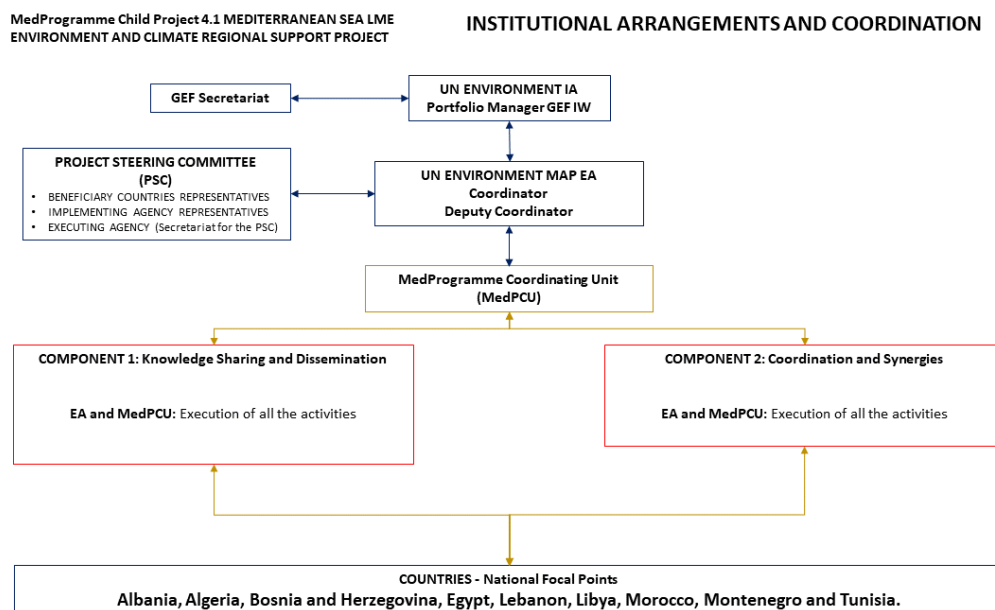 MedProgramme Child Project 4.1 MEDITERRANEAN SEA LME
ENVIRONMENT AND CLIMATE REGIONAL SUPPORT PROJECT
INSTITUTIONAL ARRANGEMENTS AND COORDINATION
GEF Secretariat
UN ENVIRONMENT IA
Portfolio Manager GEF IW
PROJECT STEERING COMMITTEE
(PSC)
• BENEFICIARY COUNTRIES REPRESENTATIVES
• IMPLEMENTING AGENCY REPRESENTATIVES
• EXECUTING AGENCY (Secretariat for the PSC)
UN ENVIRONMENT MAP EA
Coordinator
Deputy Coordinator
MedProgramme Coordinating Unit
(MedPCU)
COMPONENT 1: Knowledge Sharing and Dissemination
EA and MedPCU: Execution of all the activities
COMPONENT 2: Coordination and Synergies
EA and MedPCU: Execution of all the activities
COUNTRIES - National Focal Points
Albania, Algeria, Bosnia and Herzegovina, Egypt, Lebanon, Libya, Morocco, Montenegro and Tunisia.